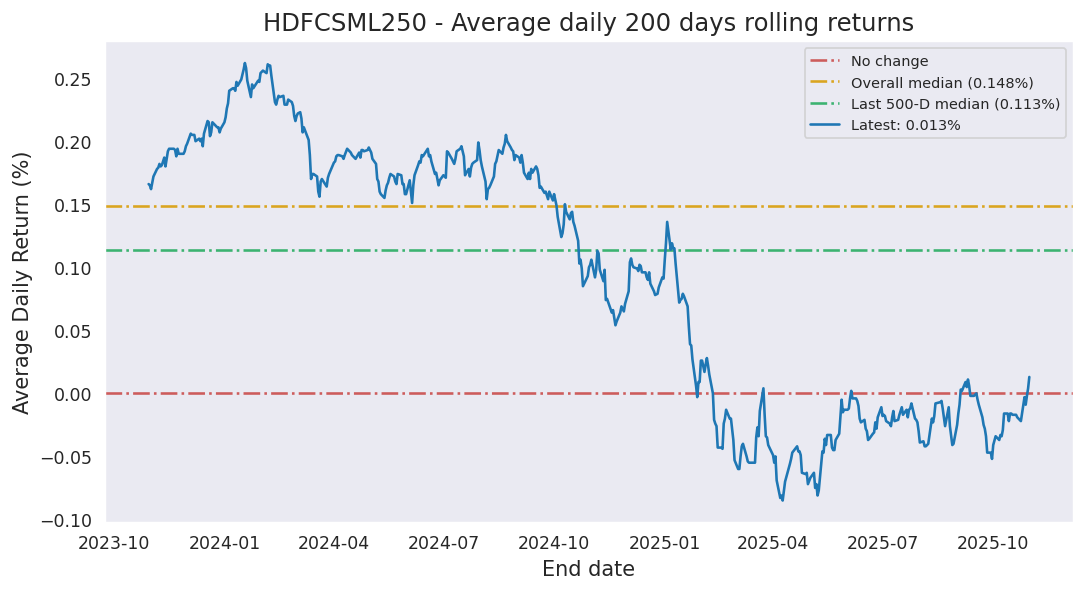 HDFCSML250 - Average daily 200 days rolling returns
No change
Overall median (0.148%)
Last 500-D median (0.113%)
Latest: 0.013%
Average Daily Return (%)
0.25
0.20
0.15
0.10
0.05
0.00
−0.05
−0.10
2023-10 2024-01 2024-04 2024-07 2024-10 2025-01 2025-04 2025-07 2025-10
End date